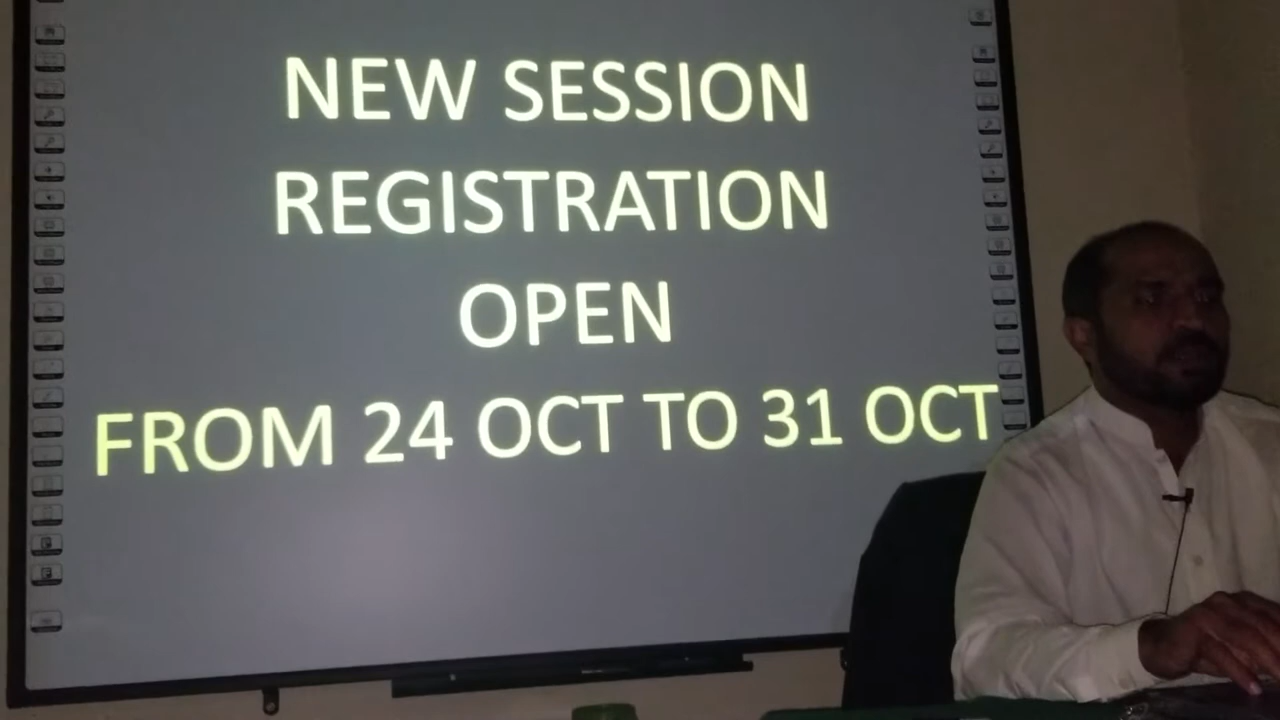 NEW SESSION
REGISTRATION
OPEN
FROM 24 OCT TO 31 OCT